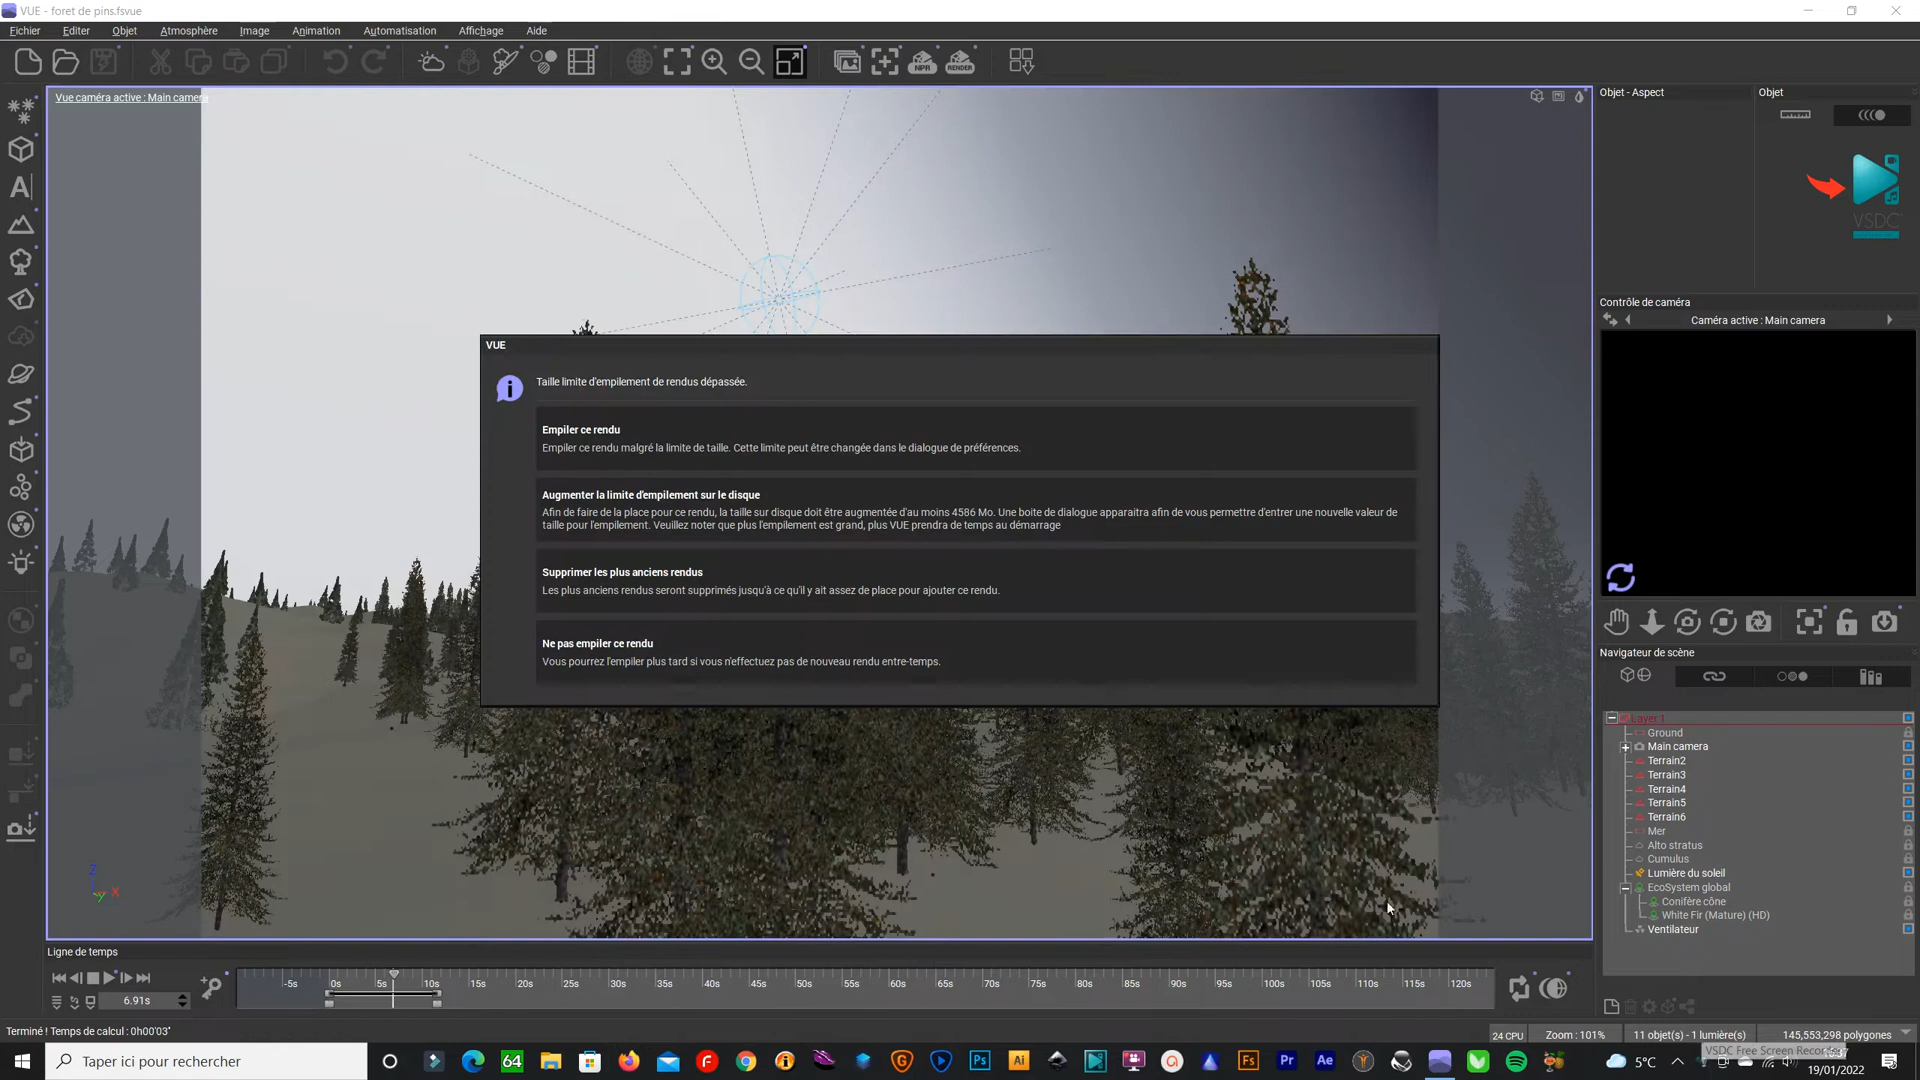 VUE - foret de pins.fsvue
Fichier Editer Objet Atmosphère Image Animation Automatisation Affichage Aide
NPR RENDER
Vue caméra active : Main camera
Objet - Aspect
Objet
VSDC
Contrôle de caméra
Caméra active : Main camera
VUE
Taille limite d'empilement de rendus dépassée.
Empiler ce rendu
Empiler ce rendu malgré la limite de taille. Cette limite peut être changée dans le dialogue de préférences.
Augmenter la limite d'empilement sur le disque
Afin de faire de la place pour ce rendu, la taille sur disque doit être augmentée d'au moins 4586 Mo. Une boite de dialogue apparaitra afin de vous permettre d'entrer une nouvelle valeur de
taille pour l'empilement. Veuillez noter que plus l'empilement est grand, plus VUE prendra de temps au démarrage
Supprimer les plus anciens rendus
Les plus anciens rendus seront supprimés jusqu'à ce qu'il y ait assez de place pour ajouter ce rendu.
Ne pas empiler ce rendu
Vous pourrez l'empiler plus tard si vous n'effectuez pas de nouveau rendu entre-temps.
Navigateur de scène
Layer 1
Ground
Main camera
Terrain2
Terrain3
Terrain4
Terrain5
Terrain6
Mer
Alto stratus
Cumulus
Lumière du soleil
EcoSystem global
Conifère cône
White Fir (Mature) (HD)
Ventilateur
Z
X
Y
Ligne de temps
-5s 0s 5s 10s 15s 20s 25s 30s 35s 40s 45s 50s 55s 60s 65s 70s 75s 80s 85s 90s 95s 100s 105s 110s 115s 120s
6.91s
Terminé ! Temps de calcul : 0h00'03"
24 CPU
Zoom : 101%
11 objet(s) - 1 lumière(s)
145,553,298 polygones
Taper ici pour rechercher
64
Ps
Ai
Fs
Pr
Ae
5°C
VSDC Free Screen Recorder
19/01/2022